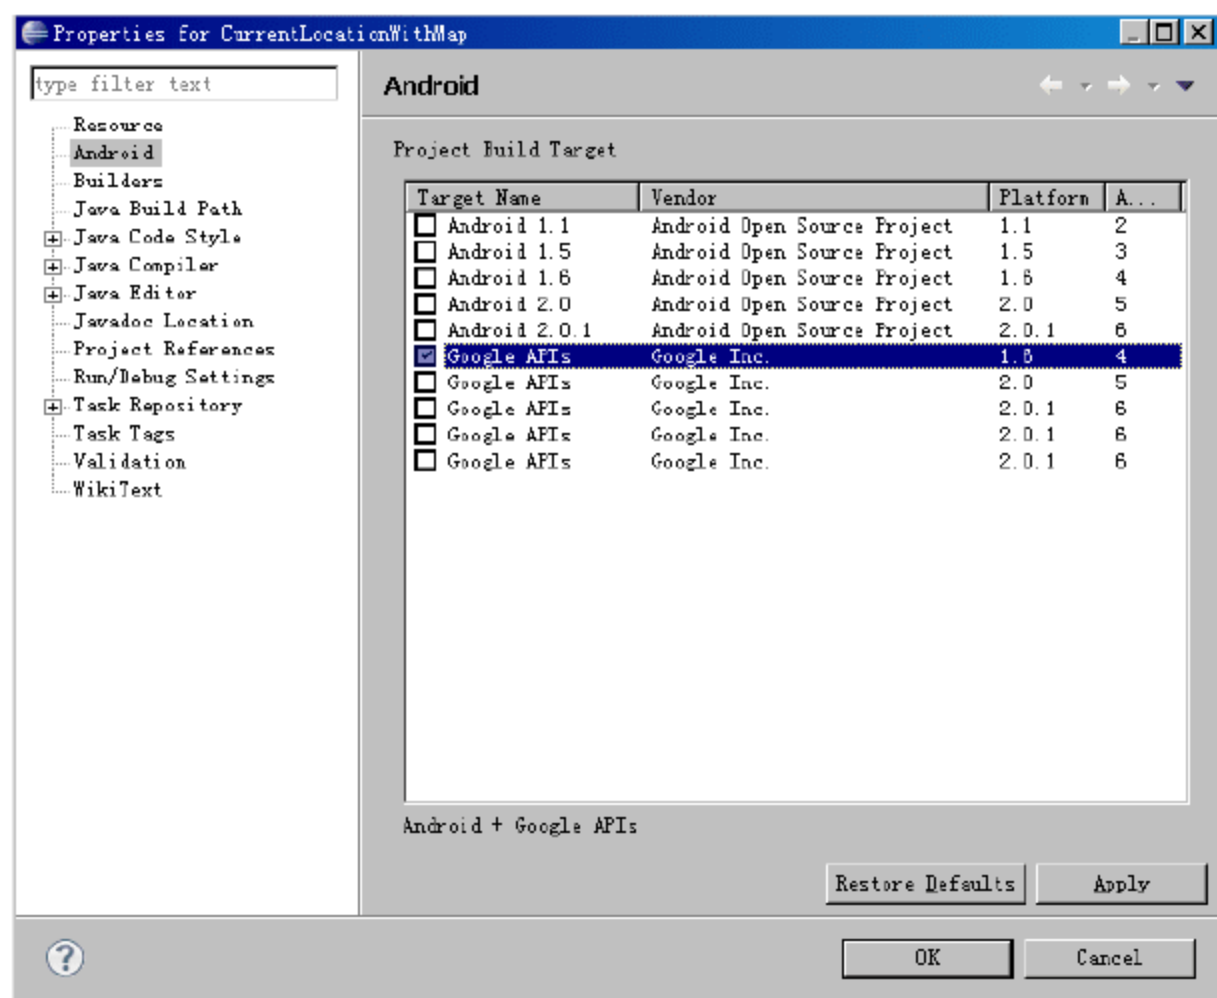 Properties for CurrentLocationWithMap
type filter text
Resource
Android
Builders
Java Build Path
Java Code Style
Java Compiler
Java Editor
Javadoc Location
Project References
Run/Debug Settings
Task Repository
Task Tags
Validation
WikiText
Android
Project Build Target
Target Name Vendor Platform A...
Android 1.1 Android Open Source Project 1.1 2
Android 1.5 Android Open Source Project 1.5 3
Android 1.6 Android Open Source Project 1.6 4
Android 2.0 Android Open Source Project 2.0 5
Android 2.0.1 Android Open Source Project 2.0.1 6
Google APIs Google Inc. 1.6 4
Google APIs Google Inc. 2.0 5
Google APIs Google Inc. 2.0.1 6
Google APIs Google Inc. 2.0.1 6
Google APIs Google Inc. 2.0.1 6
Android + Google APIs
Restore Defaults Apply
OK Cancel